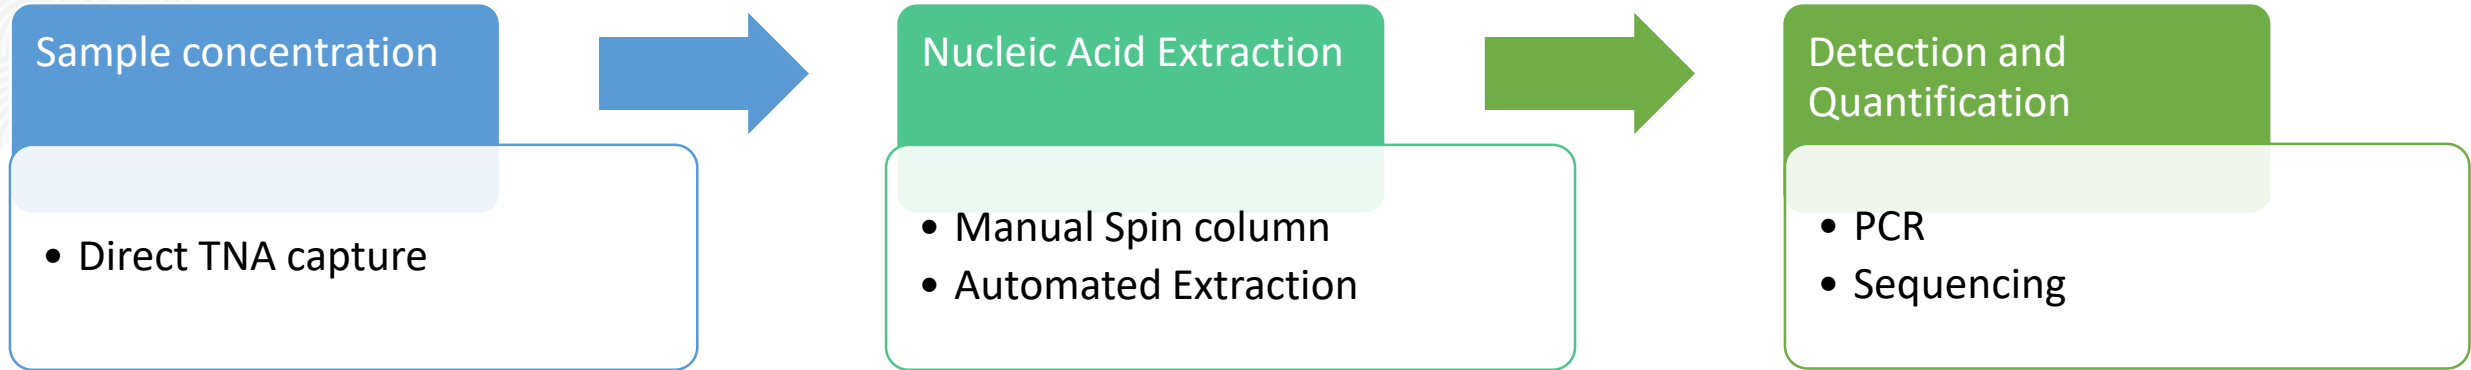 Sample concentration
• Direct TNA capture
Nucleic Acid Extraction
• Manual Spin column
• Automated Extraction
Detection and
Quantification
• PCR
• Sequencing